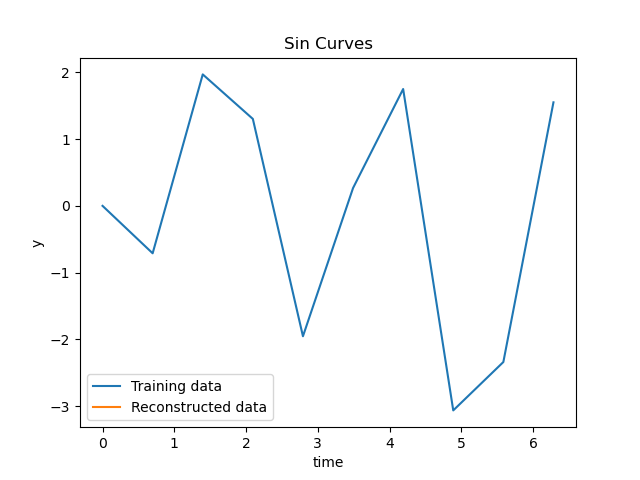 Sin Curves
2
1
0
−1
−2
−3
y
Training data
Reconstructed data
0 1 2 3 4 5 6
time